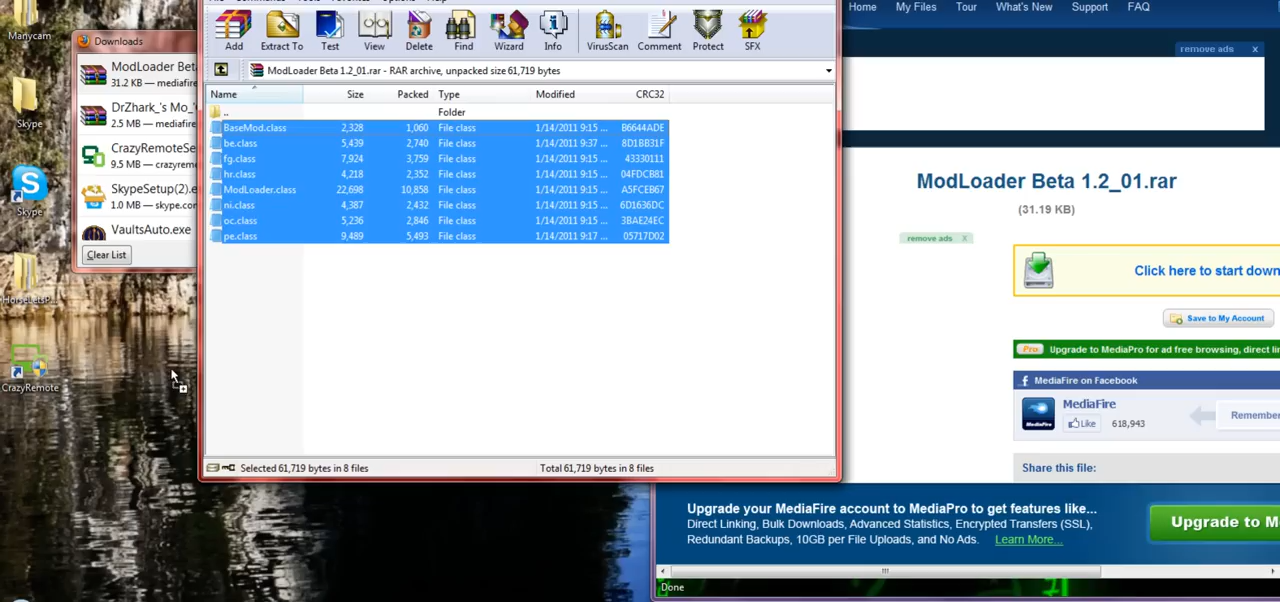 Manycam
Skype
Skype
CrazyRemote
Downloads
ModLoader Beta
31.2 KB — mediafire
DrZhark_'s Mo_'
2.5 MB — mediafire
CrazyRemoteSe
9.5 MB — crazyremo
SkypeSetup(2).e
1.0 MB — skype.com
VaultsAuto.exe
Clear List
Add Extract To Test View Delete Find Wizard Info VirusScan Comment Protect SFX
ModLoader Beta 1.2_01.rar - RAR archive, unpacked size 61,719 bytes
Name Size Packed Type Modified CRC32
.. Folder
BaseMod.class 2,328 1,060 File class 1/14/2011 9:15 ... B6644ADE
be.class 5,439 2,740 File class 1/14/2011 9:37 ... 8D1BB31F
fg.class 7,924 3,759 File class 1/14/2011 9:15 ... 43330111
hr.class 4,218 2,352 File class 1/14/2011 9:15 ... 04FDCB81
ModLoader.class 22,698 10,858 File class 1/14/2011 9:15 ... A5FCEB67
ni.class 4,387 2,432 File class 1/14/2011 9:15 ... 6D1636DC
oc.class 5,236 2,846 File class 1/14/2011 9:15 ... 3BAE24EC
pe.class 9,489 5,493 File class 1/14/2011 9:17 ... 05717D02
Selected 61,719 bytes in 8 files Total 61,719 bytes in 8 files
Home My Files Tour What's New Support FAQ
remove ads x
ModLoader Beta 1.2_01.rar
(31.19 KB)
remove ads X
Click here to start down
Save to My Account
Pro Upgrade to MediaPro for ad free browsing, direct li
MediaFire on Facebook
MediaFire
Like 618,943
Remember
Share this file:
Upgrade your MediaFire account to MediaPro to get features like...
Direct Linking, Bulk Downloads, Advanced Statistics, Encrypted Transfers (SSL),
Redundant Backups, 10GB per File Uploads, and No Ads. Learn More...
Upgrade to M
Done